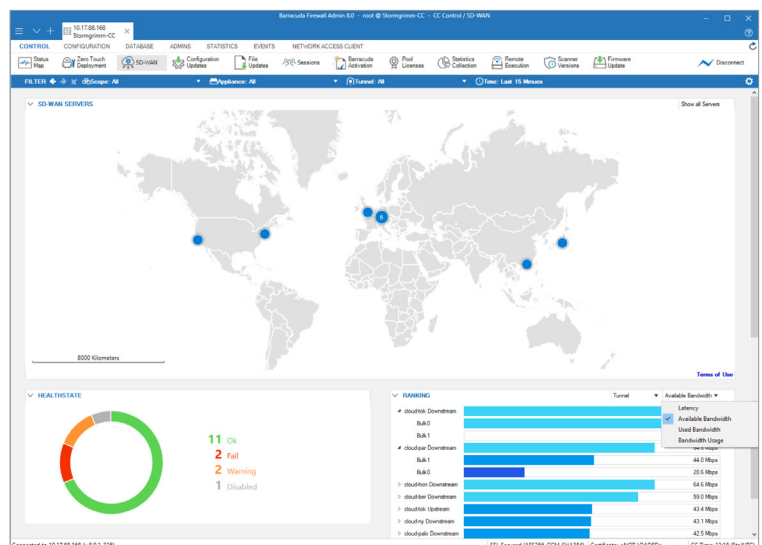 Barracuda Firewall Admin 8.0 - root @ Stormgrimm-CC - CC Control / SD-WAN
10.17.88.168
Stormgrimm-CC
CONTROL CONFIGURATION DATABASE ADMINS STATISTICS EVENTS NETWORK ACCESS CLIENT
Status Map
Zero Touch Deployment
SD-WAN
Configuration Updates
File Updates
Sessions
Barracuda Activation
Pool Licenses
Statistics Collection
Remote Execution
Scanner Versions
Firmware Update
Disconnect
FILTER Scope: All Appliance: All Tunnel: All Time: Last 15 Minutes
SD-WAN SERVERS Show all Servers
6
8000 Kilometers
Terms of Use
HEALTHSTATE
11 Ok
2 Fail
2 Warning
1 Disabled
RANKING Tunnel Available Bandwidth
Latency
Available Bandwidth
Used Bandwidth
Bandwidth Usage
cloud-tok Downstream
Bulk0
Bulk 1
cloud-par Downstream 64.6 Mbps
Bulk 1 44.0 Mbps
Bulk0 20.6 Mbps
cloud-hon Downstream 64.6 Mbps
cloud-ber Downstream 59.0 Mbps
cloud-tok Upstream 43.4 Mbps
cloud-ny Downstream 43.1 Mbps
cloud-palo Downstream 42.5 Mbps